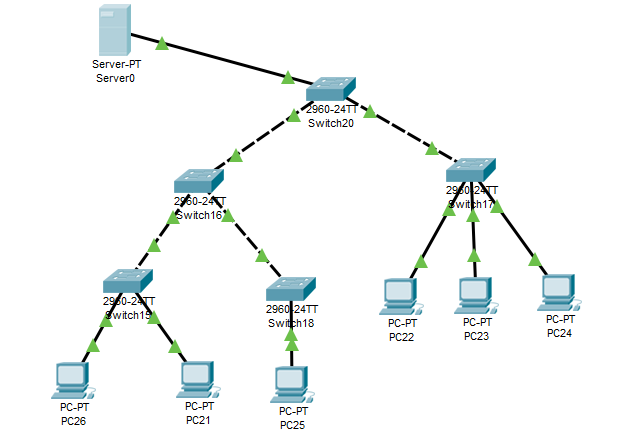 Server-PT
Server0
2960-24TT
Switch20
2960-24TT
Switch16
2960-24TT
Switch17
2960-24TT
Switch15
2960-24TT
Switch18
PC-PT
PC22
PC-PT
PC23
PC-PT
PC24
PC-PT
PC26
PC-PT
PC21
PC-PT
PC25